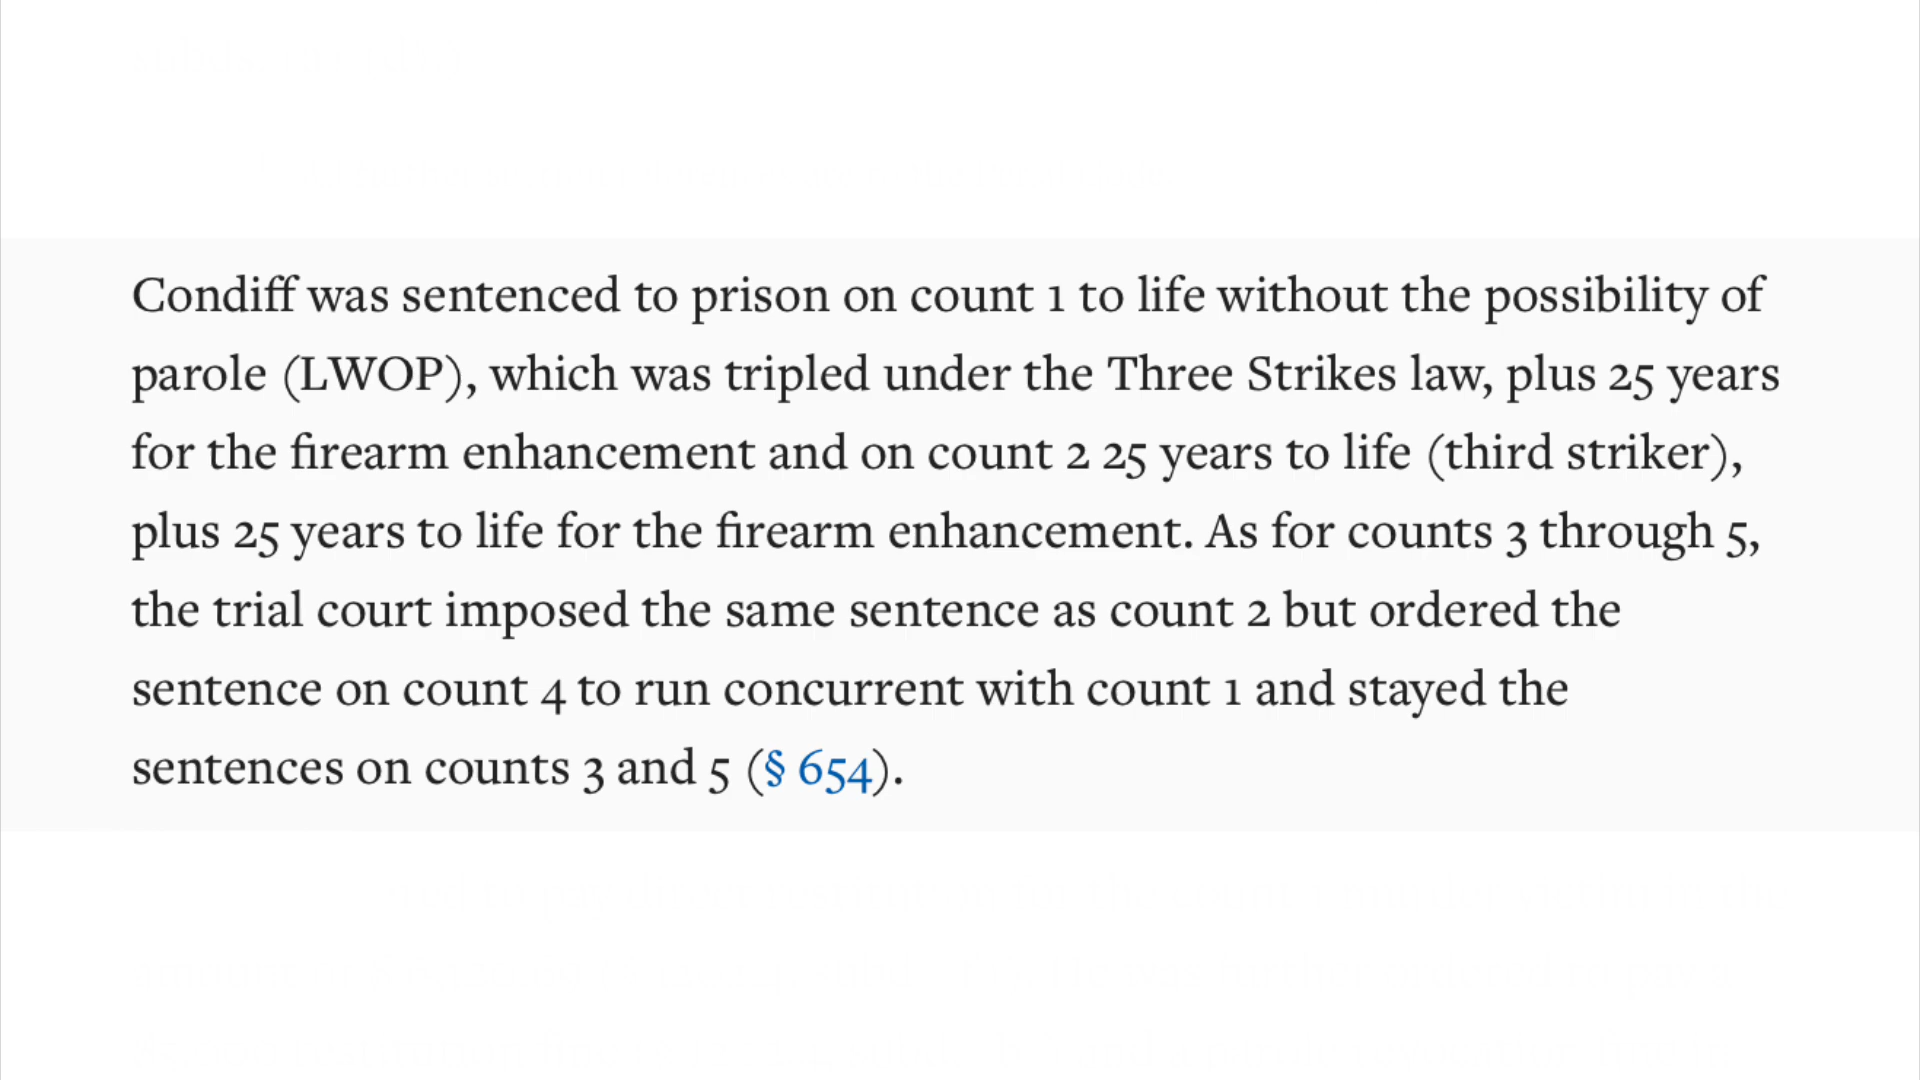 Condiff was sentenced to prison on count 1 to life without the possibility of
parole (LWOP), which was tripled under the Three Strikes law, plus 25 years
for the firearm enhancement and on count 2 25 years to life (third striker),
plus 25 years to life for the firearm enhancement. As for counts 3 through 5,
the trial court imposed the same sentence as count 2 but ordered the
sentence on count 4 to run concurrent with count 1 and stayed the
sentences on counts 3 and 5 (§ 654).